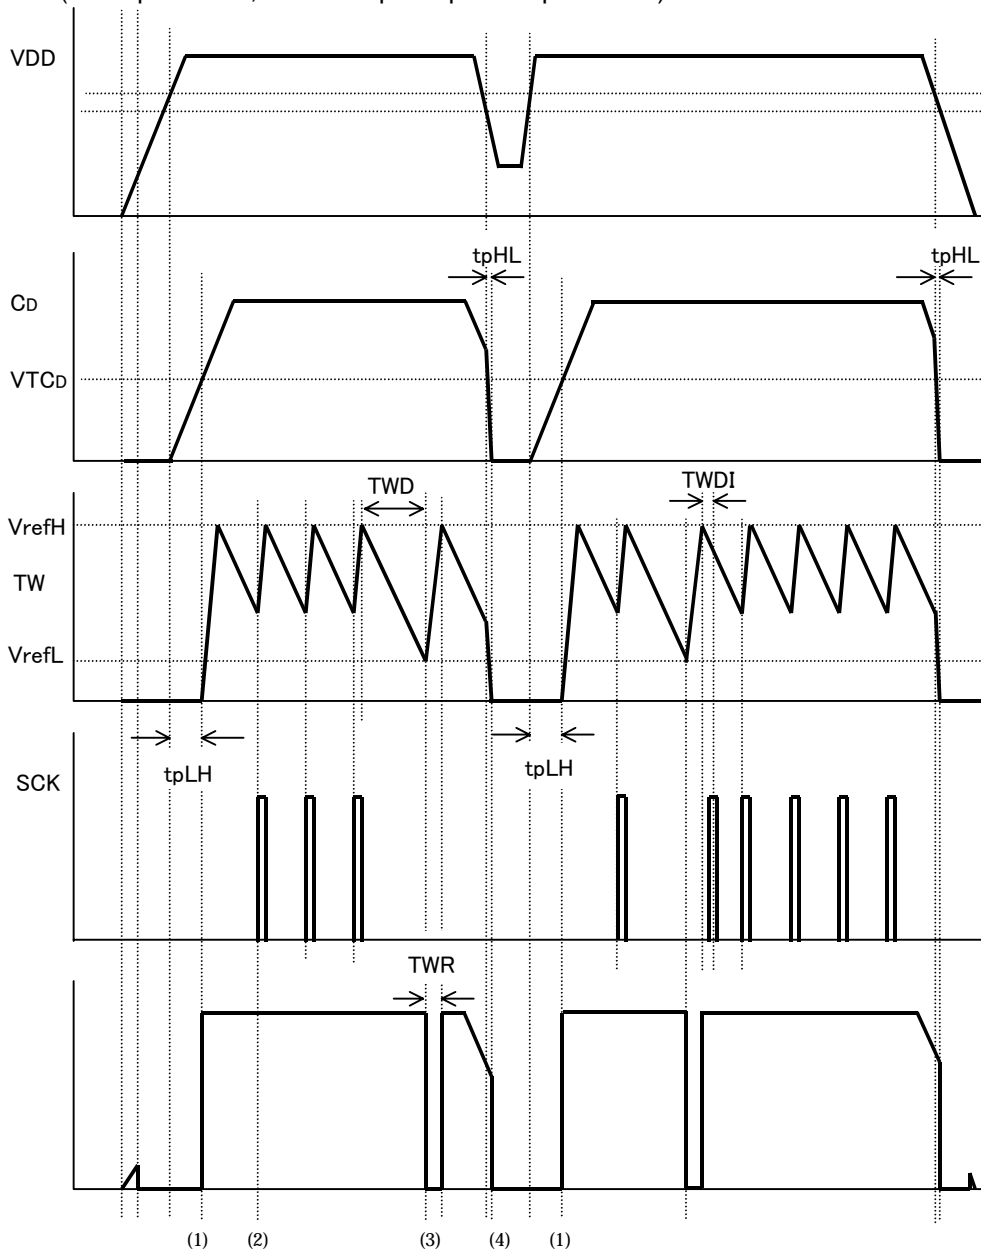 VDD
tpHL
tpHL
CD
VTCD
TWD
TWDI
VrefH
TW
VrefL
tpLH
tpLH
SCK
TWR
(1)
(2)
(3)
(4)
(1)